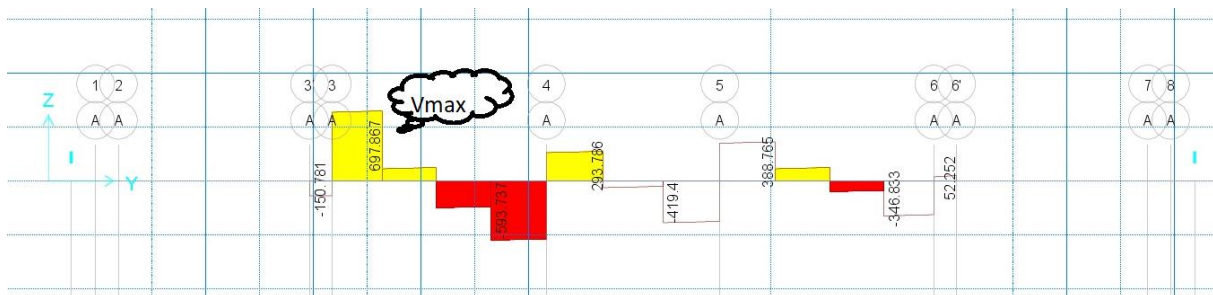 1 2 3 3 4 5 6 6' 7 8
Z
Vmax
A A A A A A A A A A
I I
Y
697.867
-150.781
-593.737
293.786
-419.4
388.765
-346.833
52.252